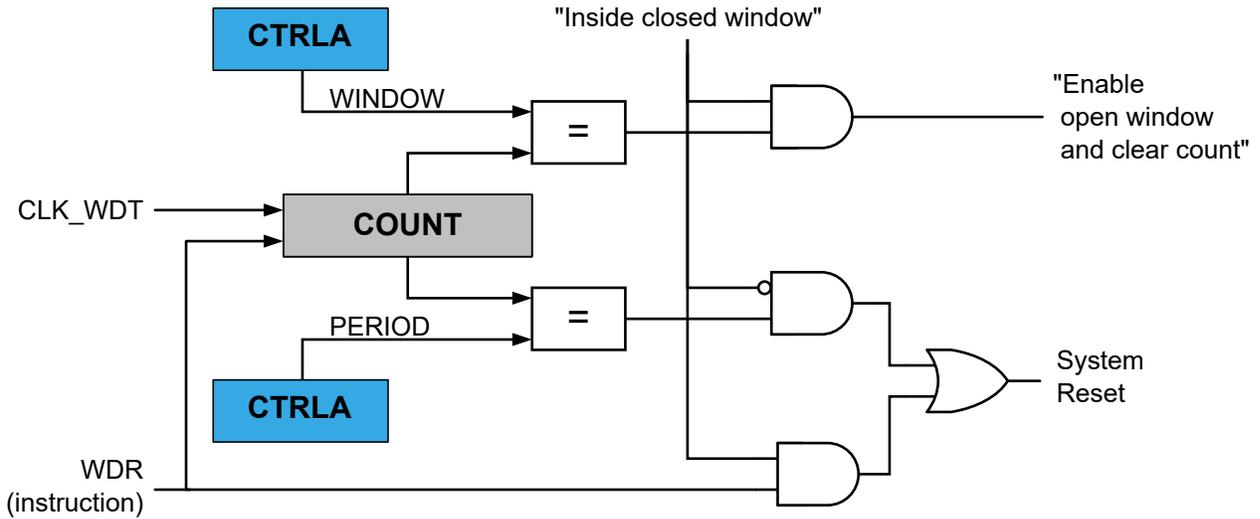 "Inside closed window"
CTRLA
WINDOW
"Enable
open window
and clear count"
=
CLK_WDT
COUNT
=
PERIOD
CTRLA
System
Reset
WDR
(instruction)